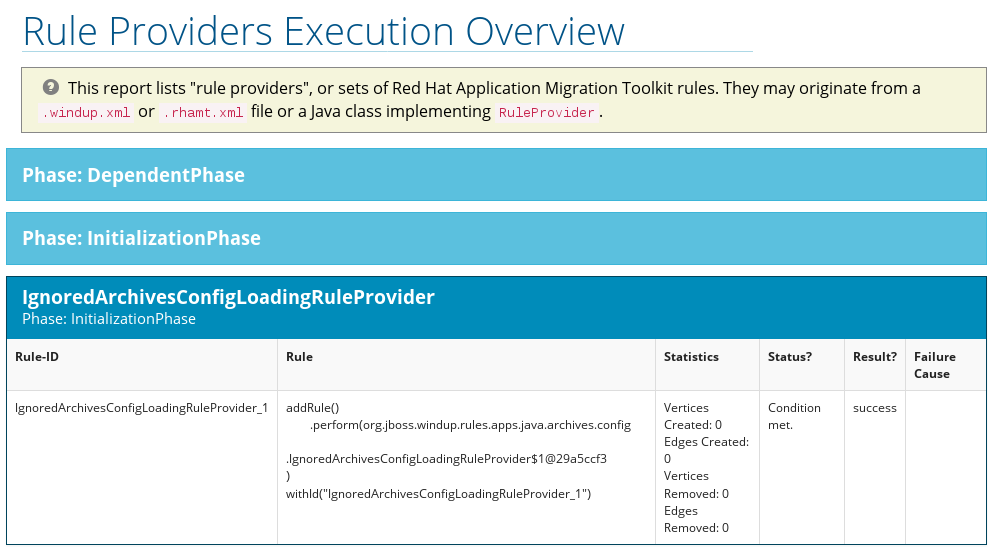 Rule Providers Execution Overview
This report lists "rule providers", or sets of Red Hat Application Migration Toolkit rules. They may originate from a
.windup.xml or .rhamt.xml file or a Java class implementing RuleProvider.
Phase: DependentPhase
Phase: InitializationPhase
IgnoredArchivesConfigLoadingRuleProvider
Phase: InitializationPhase
Rule-ID
Rule
Statistics
Status?
Result?
Failure
Cause
IgnoredArchivesConfigLoadingRuleProvider_1
addRule()
.perform(org.jboss.windup.rules.apps.java.archives.config
.IgnoredArchivesConfigLoadingRuleProvider$1@29a5ccf3
)
withId("IgnoredArchivesConfigLoadingRuleProvider_1")
Vertices
Created: 0
Edges Created:
0
Vertices
Removed: 0
Edges
Removed: 0
Condition
met.
success